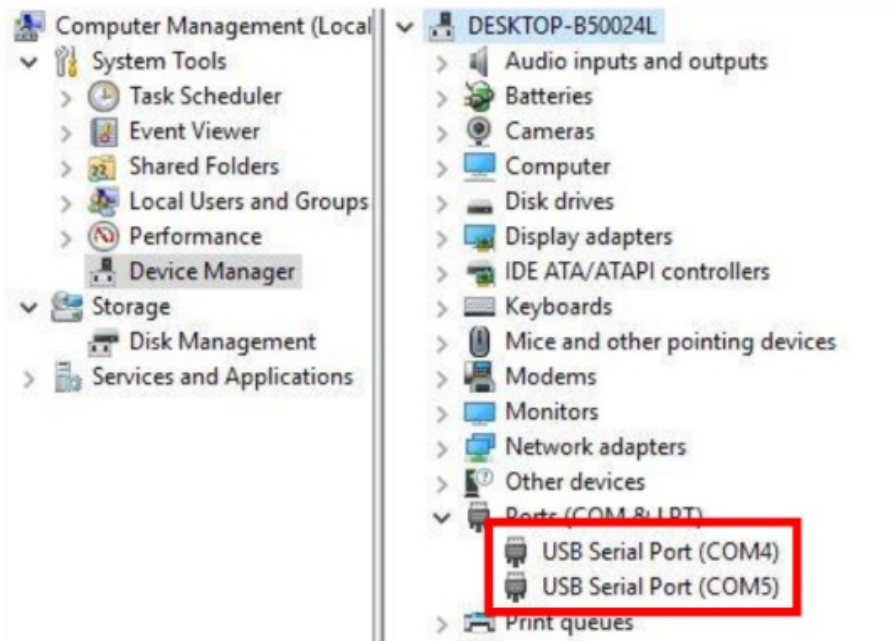 Computer Management (Local
System Tools
Task Scheduler
Event Viewer
Shared Folders
Local Users and Groups
Performance
Device Manager
Storage
Disk Management
Services and Applications
DESKTOP-B50024L
Audio inputs and outputs
Batteries
Cameras
Computer
Disk drives
Display adapters
IDE ATA/ATAPI controllers
Keyboards
Mice and other pointing devices
Modems
Monitors
Network adapters
Other devices
Ports (COM & LPT)
USB Serial Port (COM4)
USB Serial Port (COM5)
Print queues